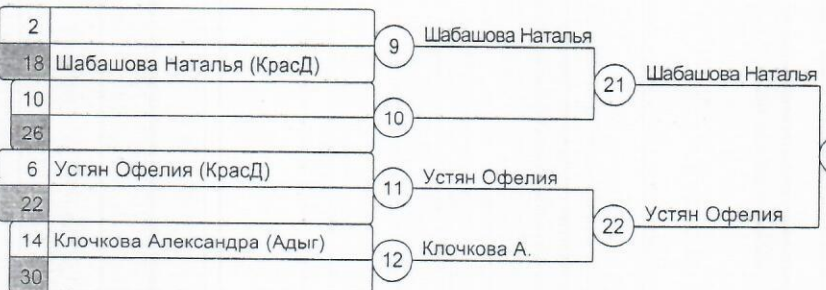 2
9 Шабашова Наталья
18 Шабашова Наталья (КрасД)
21 Шабашова Наталья
10
10
26
6 Устян Офелия (КрасД)
11 Устян Офелия
22
22 Устян Офелия
14 Клочкова Александра (Адыг)
12 Клочкова А.
30